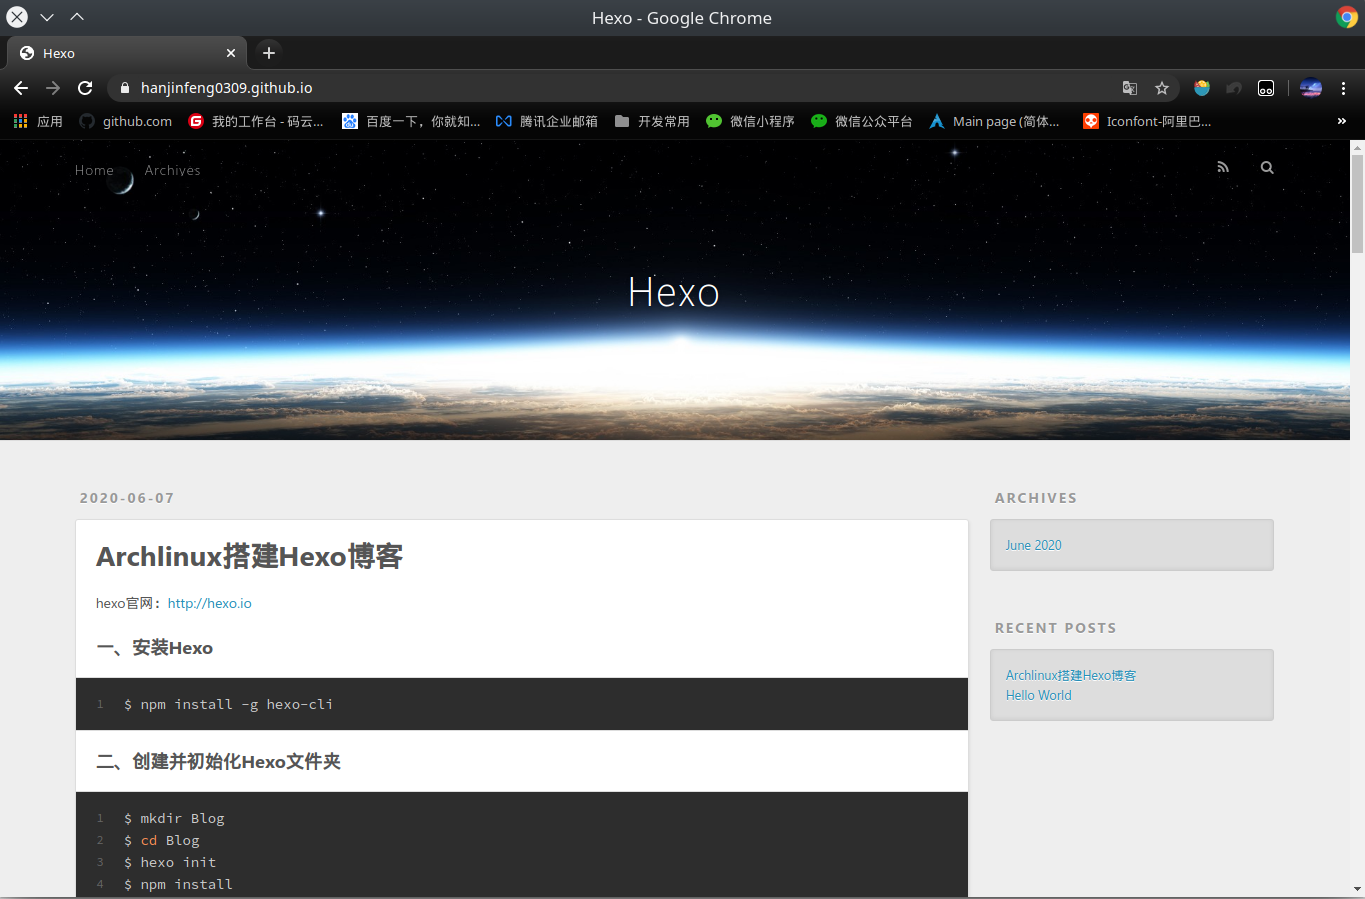 Hexo - Google Chrome
Hexo
hanjinfeng0309.github.io
应用 github.com 我的工作台 - 码云... 百度一下，你就知... 腾讯企业邮箱 开发常用 微信小程序 微信公众平台 Main page (简体... Iconfont-阿里巴... »
Home Archives
Hexo
2020-06-07
Archlinux搭建Hexo博客
hexo官网：http://hexo.io
一、安装Hexo
1 $ npm install -g hexo-cli
二、创建并初始化Hexo文件夹
1 $ mkdir Blog
2 $ cd Blog
3 $ hexo init
4 $ npm install
ARCHIVES
June 2020
RECENT POSTS
Archlinux搭建Hexo博客
Hello World